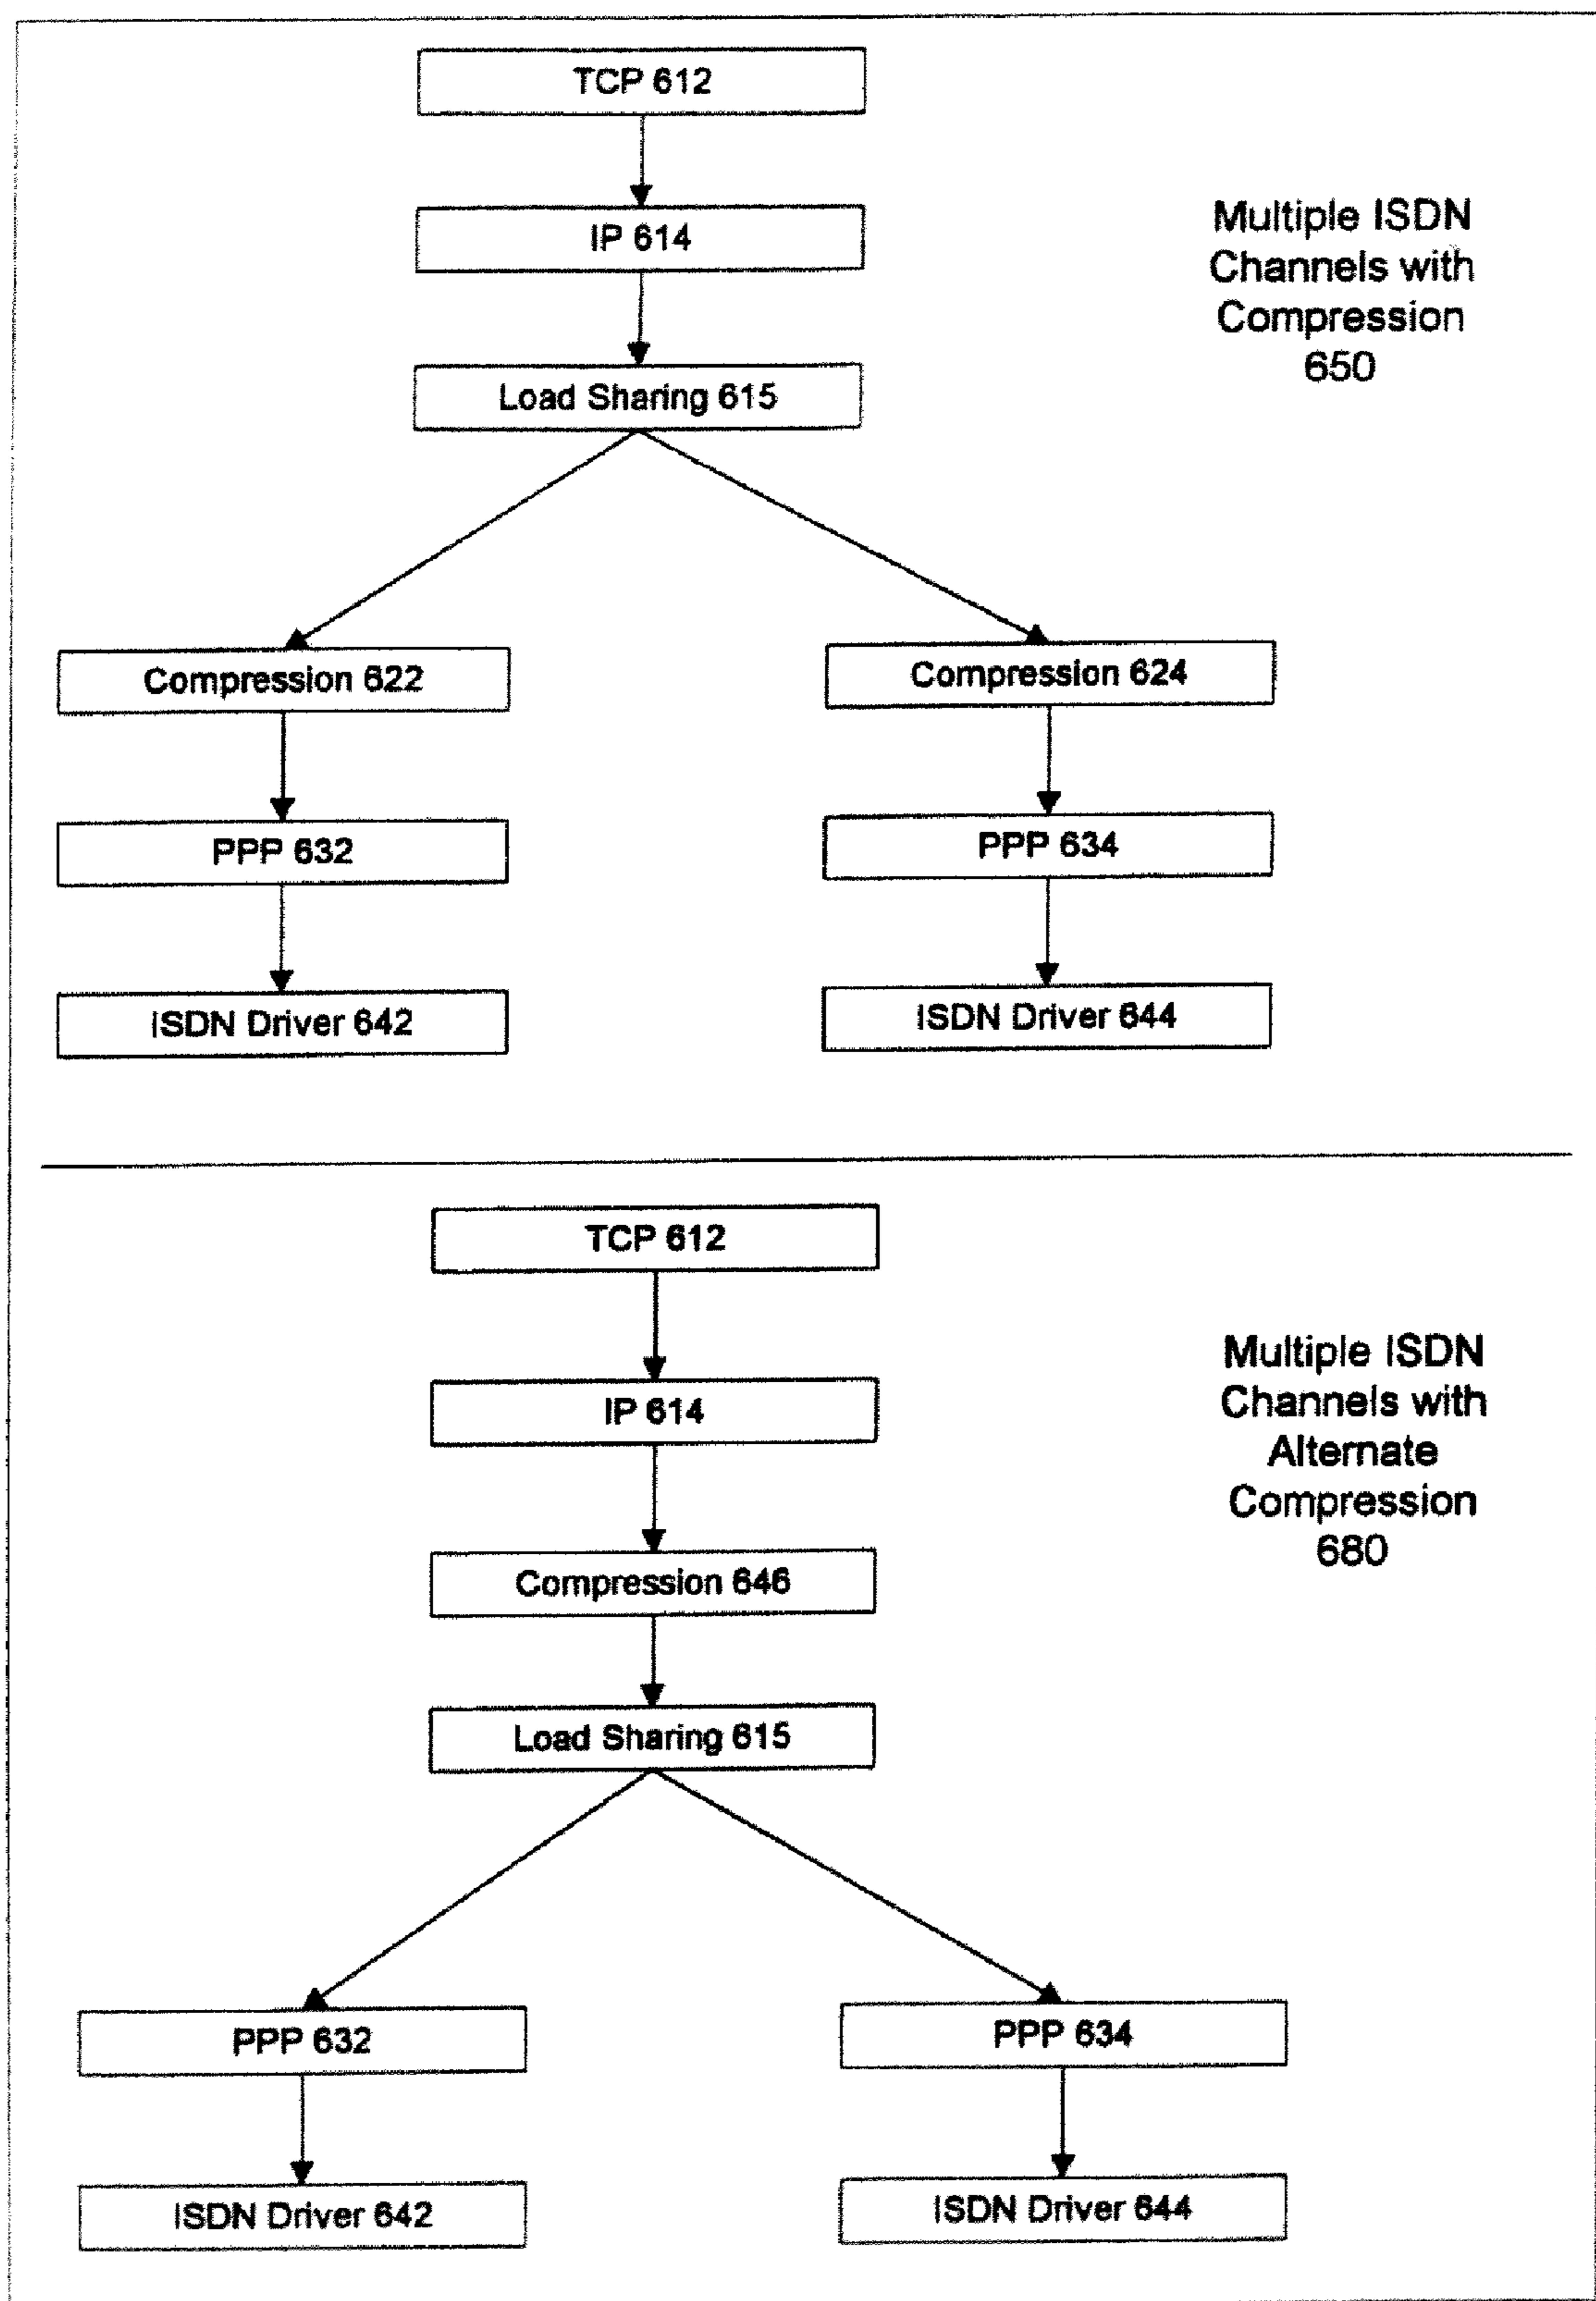 TCP 612
IP 614
Multiple ISDN
Channels with
Compression
650
Load Sharing 615
Compression 622
Compression 624
PPP 632
PPP 634
ISDN Driver 642
ISDN Driver 644
TCP 612
IP 614
Multiple ISDN
Channels with
Alternate
Compression
680
Compression 646
Load Sharing 615
PPP 632
PPP 634
ISDN Driver 642
ISDN Driver 644